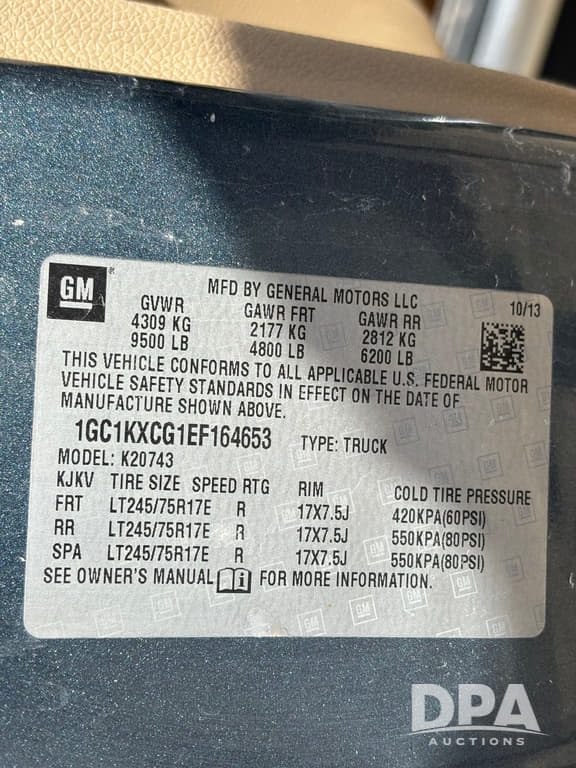 GM
MFD BY GENERAL MOTORS LLC
10/13
GVWR GAWR FRT GAWR RR
4309 KG 2177 KG 2812 KG
9500 LB 4800 LB 6200 LB
THIS VEHICLE CONFORMS TO ALL APPLICABLE U.S. FEDERAL MOTOR
VEHICLE SAFETY STANDARDS IN EFFECT ON THE DATE OF
MANUFACTURE SHOWN ABOVE.
1GC1KXCG1EF164653 TYPE: TRUCK
MODEL: K20743
KJKV TIRE SIZE SPEED RTG RIM COLD TIRE PRESSURE
FRT LT245/75R17E R 17X7.5J 420KPA(60PSI)
RR LT245/75R17E R 17X7.5J 550KPA(80PSI)
SPA LT245/75R17E R 17X7.5J 550KPA(80PSI)
SEE OWNER'S MANUAL FOR MORE INFORMATION.
DPA
AUCTIONS